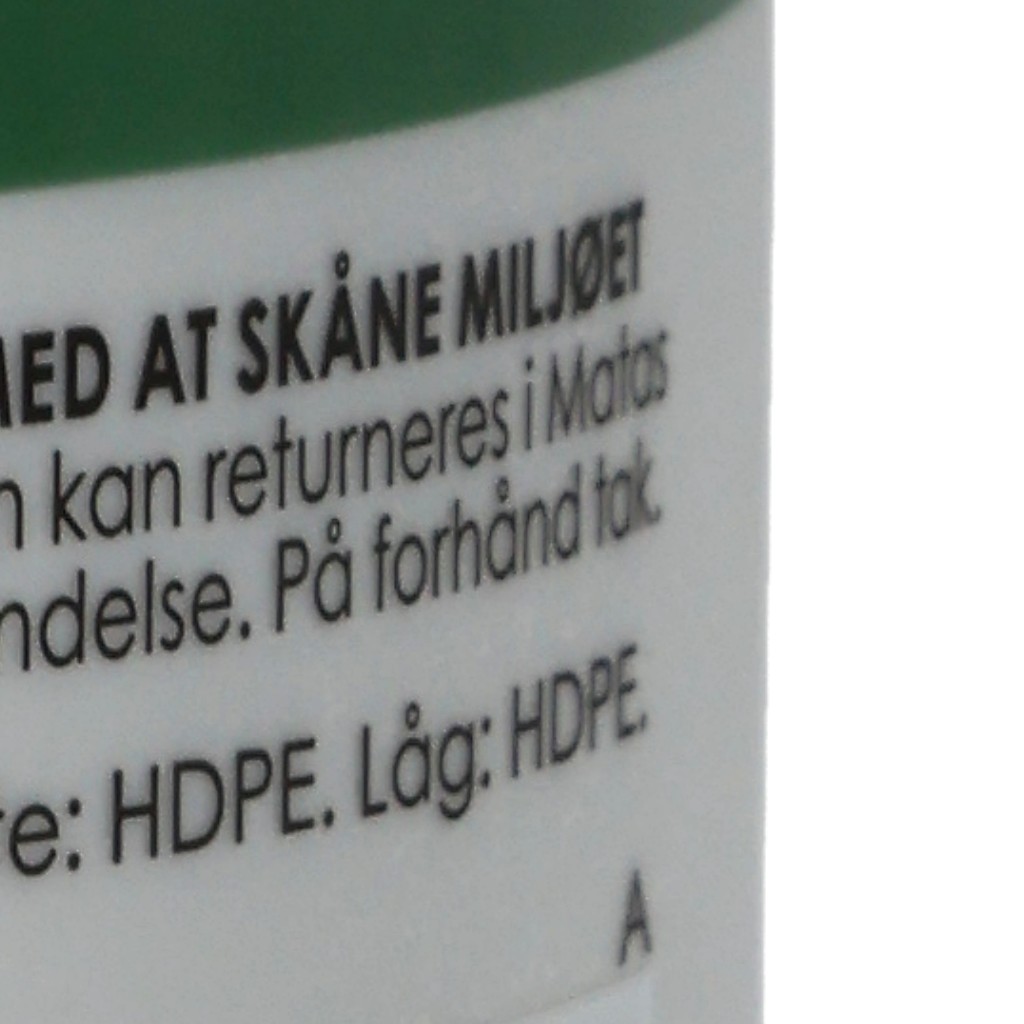 MED AT SKÅNE MILJØET
n kan returneres i Matas
ndelse. På forhånd tak.
re: HDPE. Låg: HDPE.
A